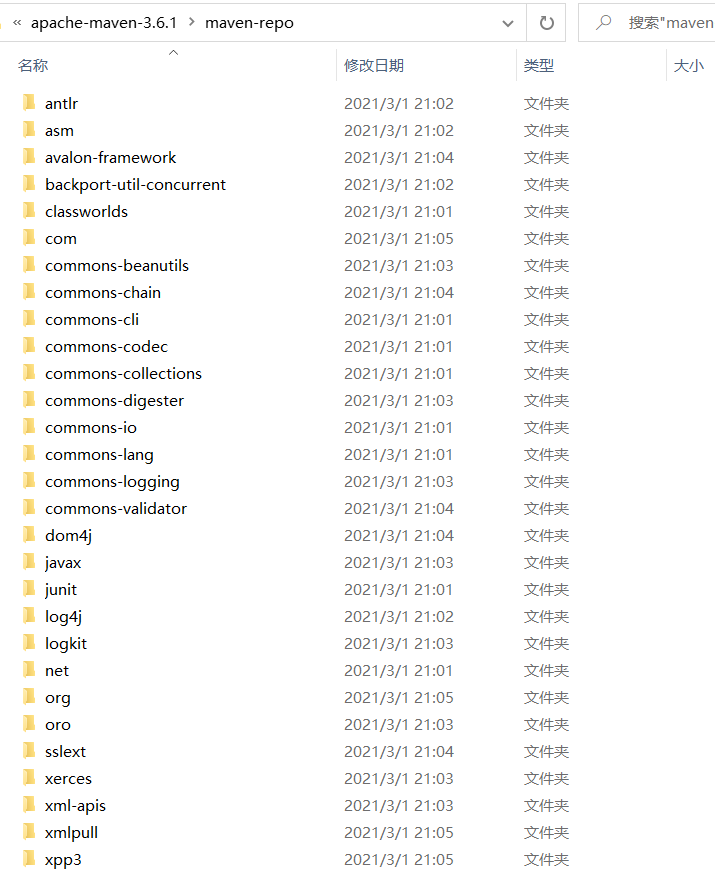 « apache-maven-3.6.1 › maven-repo 搜索"maven
名称 修改日期 类型 大小
antlr 2021/3/1 21:02 文件夹
asm 2021/3/1 21:02 文件夹
avalon-framework 2021/3/1 21:04 文件夹
backport-util-concurrent 2021/3/1 21:02 文件夹
classworlds 2021/3/1 21:01 文件夹
com 2021/3/1 21:05 文件夹
commons-beanutils 2021/3/1 21:03 文件夹
commons-chain 2021/3/1 21:04 文件夹
commons-cli 2021/3/1 21:01 文件夹
commons-codec 2021/3/1 21:01 文件夹
commons-collections 2021/3/1 21:01 文件夹
commons-digester 2021/3/1 21:03 文件夹
commons-io 2021/3/1 21:01 文件夹
commons-lang 2021/3/1 21:01 文件夹
commons-logging 2021/3/1 21:03 文件夹
commons-validator 2021/3/1 21:04 文件夹
dom4j 2021/3/1 21:04 文件夹
javax 2021/3/1 21:03 文件夹
junit 2021/3/1 21:01 文件夹
log4j 2021/3/1 21:02 文件夹
logkit 2021/3/1 21:03 文件夹
net 2021/3/1 21:01 文件夹
org 2021/3/1 21:05 文件夹
oro 2021/3/1 21:03 文件夹
sslext 2021/3/1 21:04 文件夹
xerces 2021/3/1 21:03 文件夹
xml-apis 2021/3/1 21:03 文件夹
xmlpull 2021/3/1 21:05 文件夹
xpp3 2021/3/1 21:05 文件夹